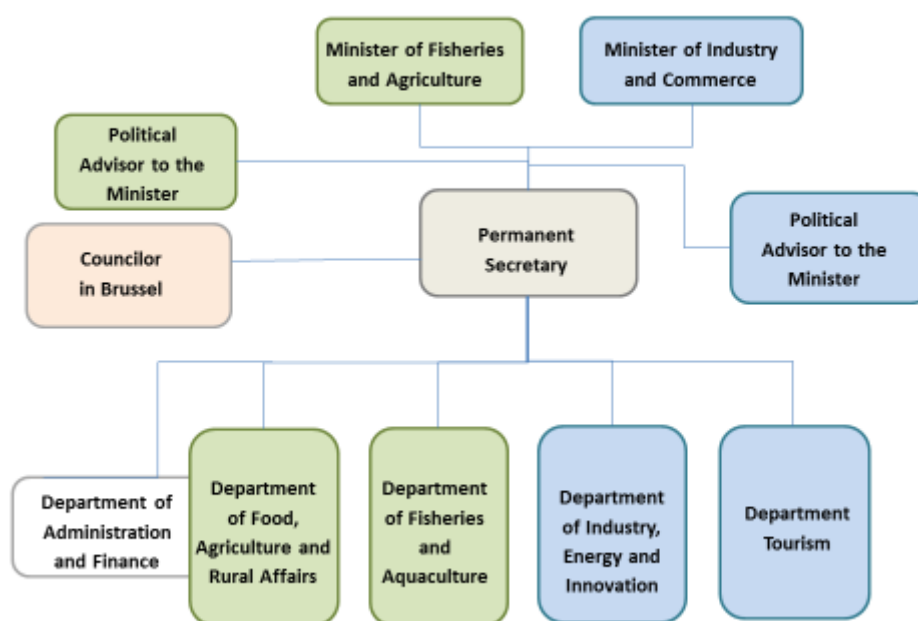 Minister of Fisheries
and Agriculture
Minister of Industry
and Commerce
Political
Advisor to the
Minister
Permanent
Secretary
Political
Advisor to the
Minister
Councilor
in Brussel
Department of
Administration
and Finance
Department
of Food,
Agriculture and
Rural Affairs
Department
of Fisheries
and
Aquaculture
Department
of Industry,
Energy and
Innovation
Department
Tourism